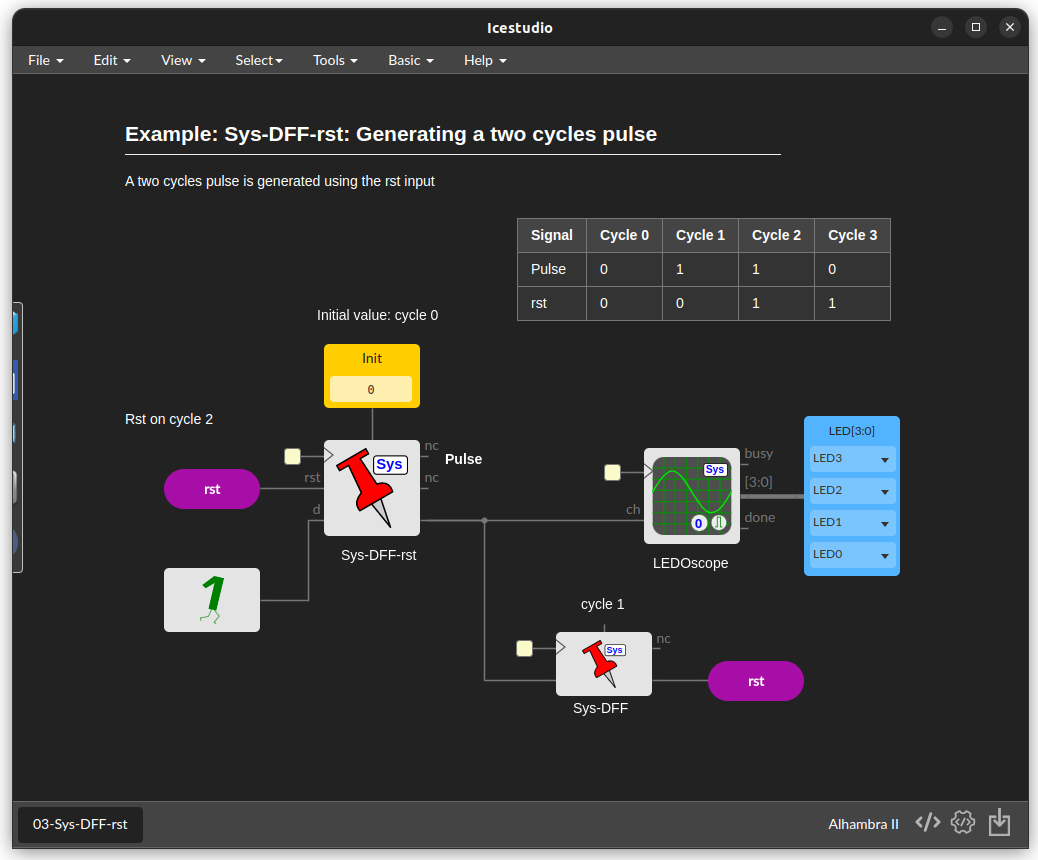 Icestudio
File Edit View Select Tools Basic Help
Example: Sys-DFF-rst: Generating a two cycles pulse
A two cycles pulse is generated using the rst input
Signal Cycle 0 Cycle 1 Cycle 2 Cycle 3
Pulse 0 1 1 0
rst 0 0 1 1
Initial value: cycle 0
Init
0
Rst on cycle 2
rst
nc
Sys
Pulse
rst
nc
d
Sys-DFF-rst
1
ch
Sys
0
busy
[3:0]
done
LEDOscope
LED[3:0]
LED3
LED2
LED1
LED0
cycle 1
Sys
nc
Sys-DFF
rst
03-Sys-DFF-rst
Alhambra II